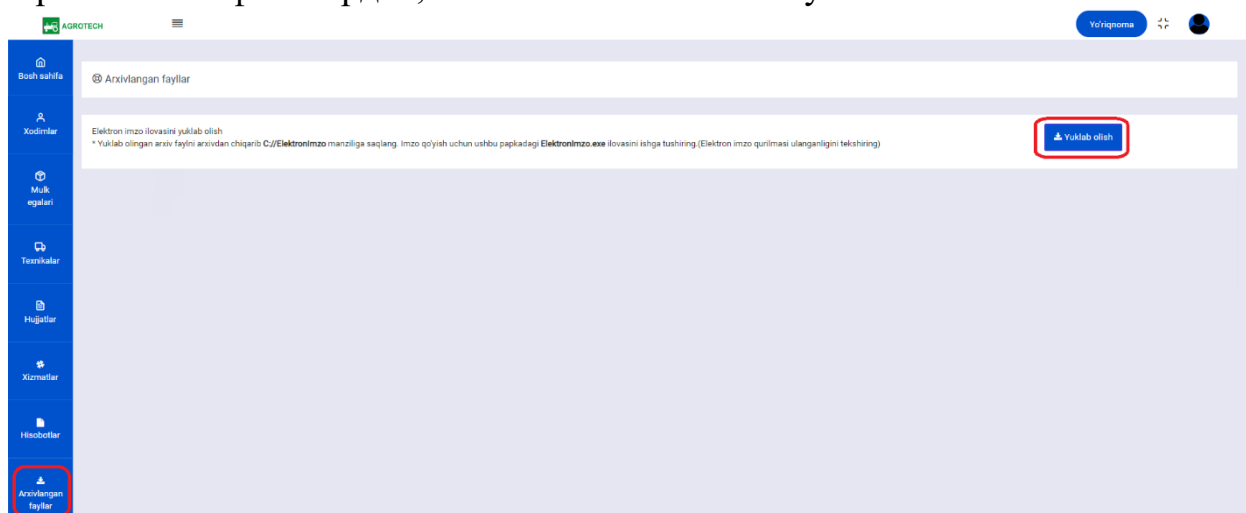 AGROTECH
Yo'riqnoma
Bosh sahifa
Arxivlangan fayllar
Xodimlar
Elektron imzo ilovasini yuklab olish
* Yuklab olingan arxiv faylni arxivdan chiqarib C://ElektronImzo manziliga saqlang. Imzo qo'yish uchun ushbu papkadagi ElektronImzo.exe ilovasini ishga tushiring.(Elektron imzo qurilmasi ulanganligini tekshiring)
Yuklab olish
Mulk
egalari
Texnikalar
Hujjatlar
Xizmatlar
Hisobotlar
Arxivlangan
fayllar